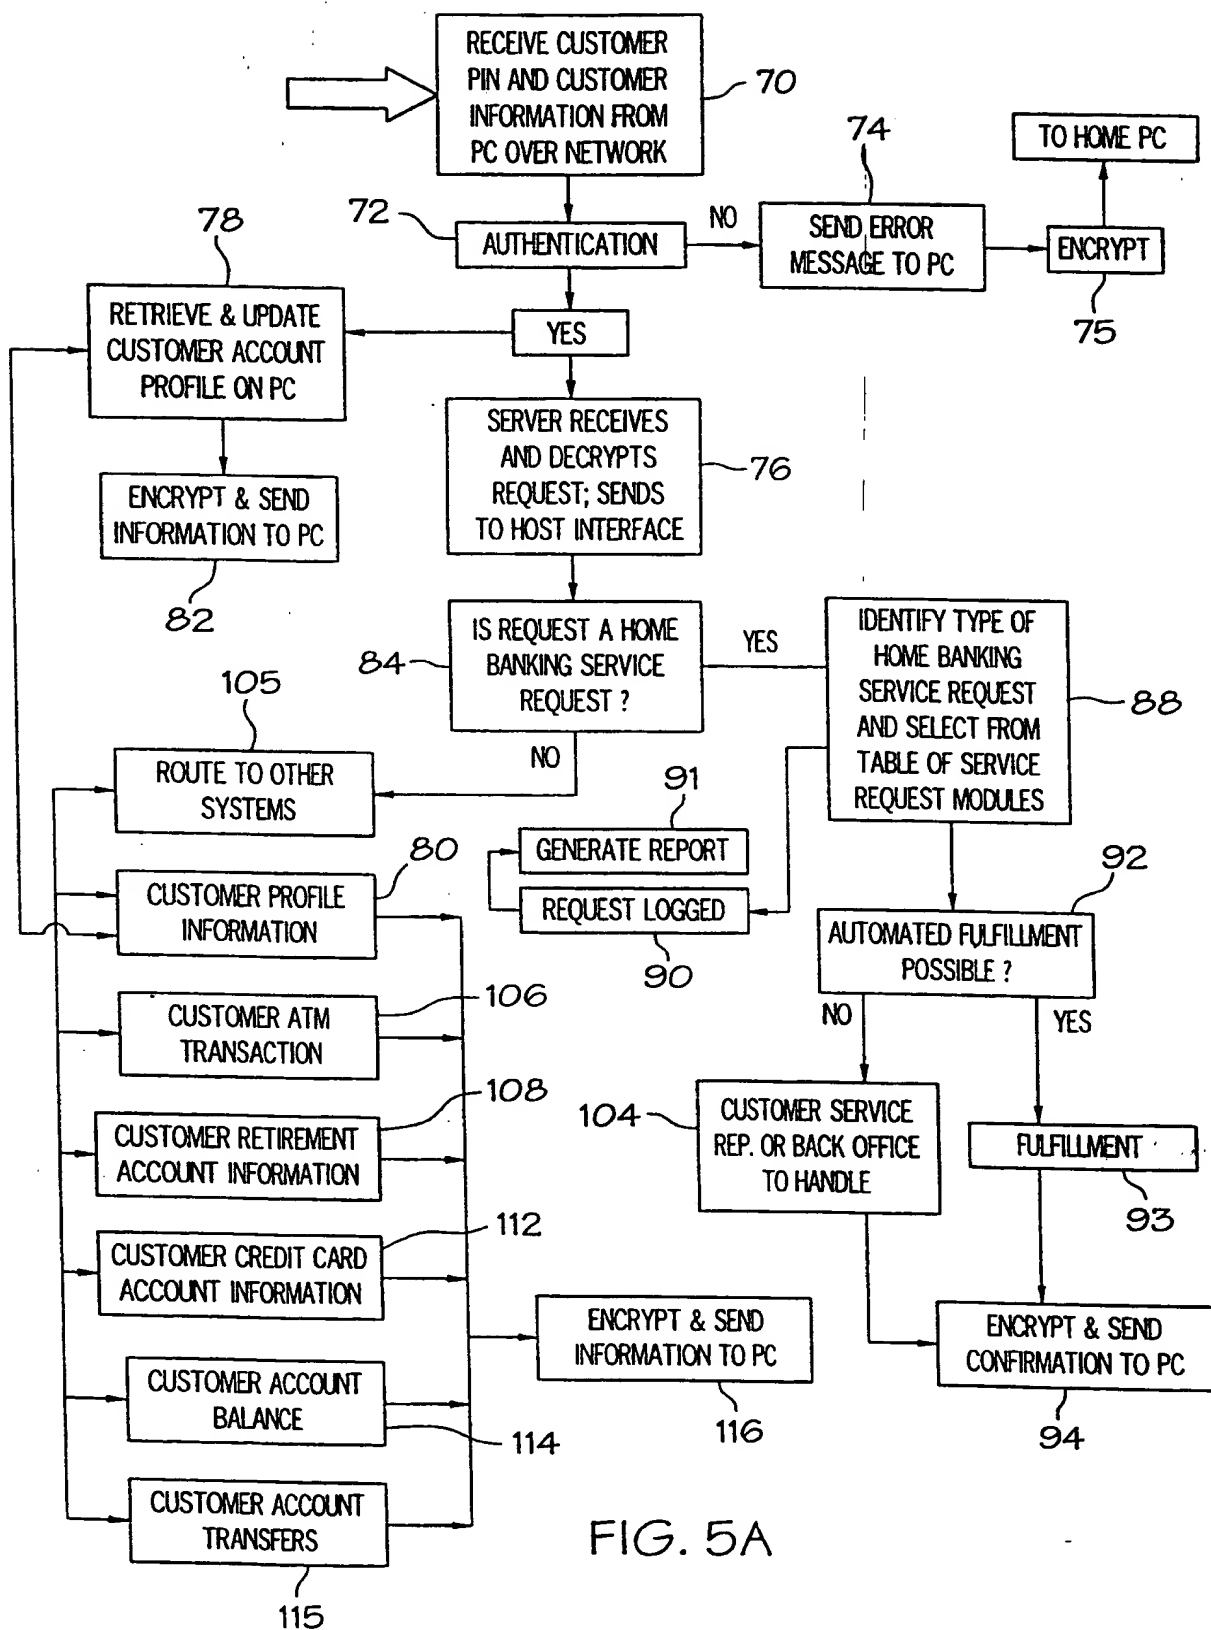 RECEIVE CUSTOMER
PIN AND CUSTOMER
INFORMATION FROM
PC OVER NETWORK
70
74
TO HOME PC
72
AUTHENTICATION
NO
SEND ERROR
MESSAGE TO PC
ENCRYPT
75
78
RETRIEVE & UPDATE
CUSTOMER ACCOUNT
PROFILE ON PC
YES
SERVER RECEIVES
AND DECRYPTS
REQUEST; SENDS
TO HOST INTERFACE
76
ENCRYPT & SEND
INFORMATION TO PC
82
84
IS REQUEST A HOME
BANKING SERVICE
REQUEST ?
YES
NO
IDENTIFY TYPE OF
HOME BANKING
SERVICE REQUEST
AND SELECT FROM
TABLE OF SERVICE
REQUEST MODULES
88
105
ROUTE TO OTHER
SYSTEMS
91
GENERATE REPORT
REQUEST LOGGED
90
92
AUTOMATED FULFILLMENT
POSSIBLE ?
NO
YES
80
CUSTOMER PROFILE
INFORMATION
106
CUSTOMER ATM
TRANSACTION
108
CUSTOMER RETIREMENT
ACCOUNT INFORMATION
104
CUSTOMER SERVICE
REP. OR BACK OFFICE
TO HANDLE
FULFILLMENT
93
112
CUSTOMER CREDIT CARD
ACCOUNT INFORMATION
ENCRYPT & SEND
INFORMATION TO PC
116
ENCRYPT & SEND
CONFIRMATION TO PC
94
CUSTOMER ACCOUNT
BALANCE
114
CUSTOMER ACCOUNT
TRANSFERS
115
FIG. 5A